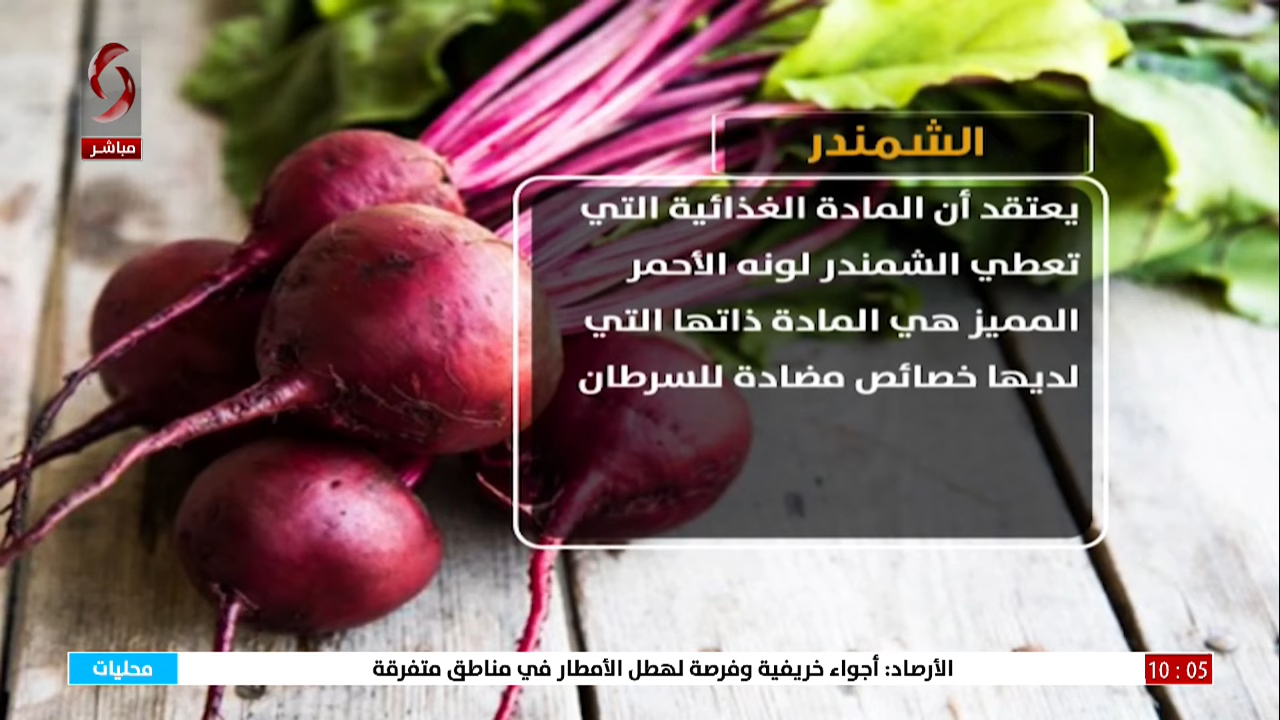 مباشر
الشمندر
يعتقد أن المادة الغذائية التي
تعطي الشمندر لونه الأحمر
المميز هي المادة ذاتها التي
لديها خصائص مضادة للسرطان
محليات
الأرصاد: أجواء خريفية وفرصة لهطل الأمطار في مناطق متفرقة
10 : 05